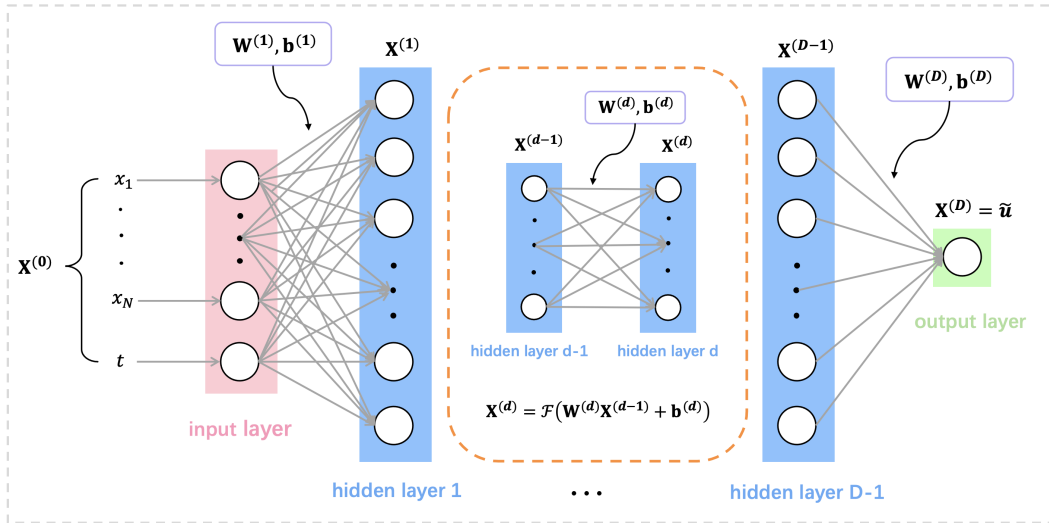 𝐖⁽¹⁾, 𝐛⁽¹⁾
𝐗⁽¹⁾
𝐗⁽ᴰ⁻¹⁾
𝐖⁽ᴰ⁾, 𝐛⁽ᴰ⁾
𝐖⁽ᵈ⁾, 𝐛⁽ᵈ⁾
𝐗⁽ᵈ⁻¹⁾
𝐗⁽ᵈ⁾
x₁
𝐗⁽⁰⁾
x_N
t
𝐗⁽ᴰ⁾ = ũ
output layer
hidden layer d-1
hidden layer d
𝐗⁽ᵈ⁾ = ℱ(𝐖⁽ᵈ⁾𝐗⁽ᵈ⁻¹⁾ + 𝐛⁽ᵈ⁾)
input layer
hidden layer 1
...
hidden layer D-1